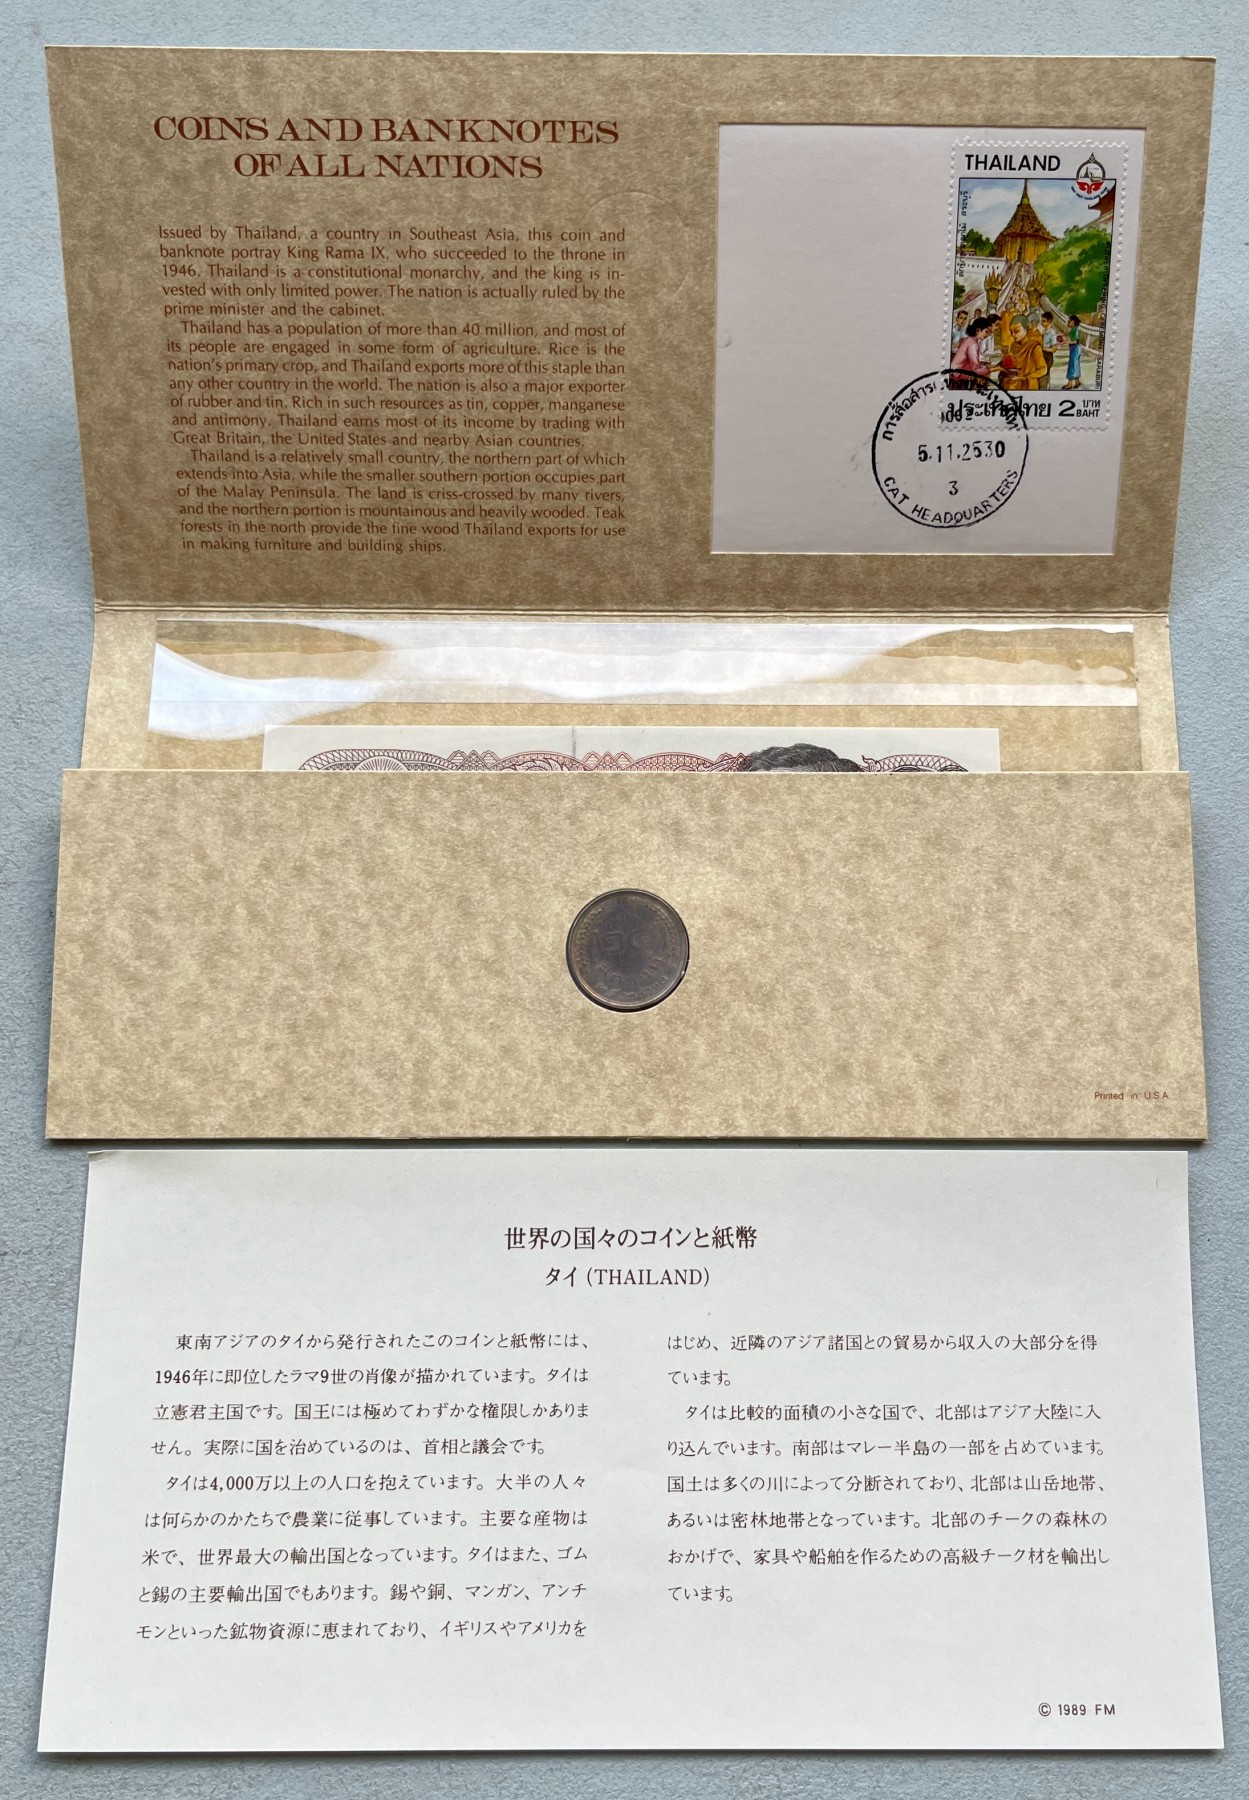 COINS AND BANKNOTES
OF ALL NATIONS
Issued by Thailand, a country in Southeast Asia, this coin and
banknote portray King Rama IX, who succeeded to the throne in
1946. Thailand is a constitutional monarchy, and the king is in-
vested with only limited power. The nation is actually ruled by the
prime minister and the cabinet.
Thailand has a population of more than 40 million, and most of
its people are engaged in some form of agriculture. Rice is the
nation's primary crop, and Thailand exports more of this staple than
any other country in the world. The nation is also a major exporter
of rubber and tin. Rich in such resources as tin, copper, manganese
and antimony, Thailand earns most of its income by trading with
Great Britain, the United States and nearby Asian countries.
Thailand is a relatively small country, the northern part of which
extends into Asia, while the smaller southern portion occupies part
of the Malay Peninsula. The land is criss-crossed by many rivers,
and the northern portion is mountainous and heavily wooded. Teak
forests in the north provide the fine wood Thailand exports for use
in making furniture and building ships.
THAILAND
ประเทศไทย 2 บาท
BAHT
5.11.2530
3
CAT HEADQUARTERS
Printed in U.S.A
世界の国々のコインと紙幣
タイ (THAILAND)
東南アジアのタイから発行されたこのコインと紙幣には、
1946年に即位したラマ9世の肖像が描かれています。タイは
立憲君主国です。国王には極めてわずかな権限しかありま
せん。実際に国を治めているのは、首相と議会です。
タイは4,000万以上の人口を抱えています。大半の人々
は何らかのかたちで農業に従事しています。主要な産物は
米で、世界最大の輸出国となっています。タイはまた、ゴム
と錫の主要輸出国でもあります。錫や銅、マンガン、アンチ
モンといった鉱物資源に恵まれており、イギリスやアメリカを
はじめ、近隣のアジア諸国との貿易から収入の大部分を得
ています。
タイは比較的面積の小さな国で、北部はアジア大陸に入
り込んでいます。南部はマレー半島の一部を占めています。
国土は多くの川によって分断されており、北部は山岳地帯、
あるいは密林地帯となっています。北部のチークの森林の
おかげで、家具や船舶を作るための高級チーク材を輸出し
ています。
© 1989 FM